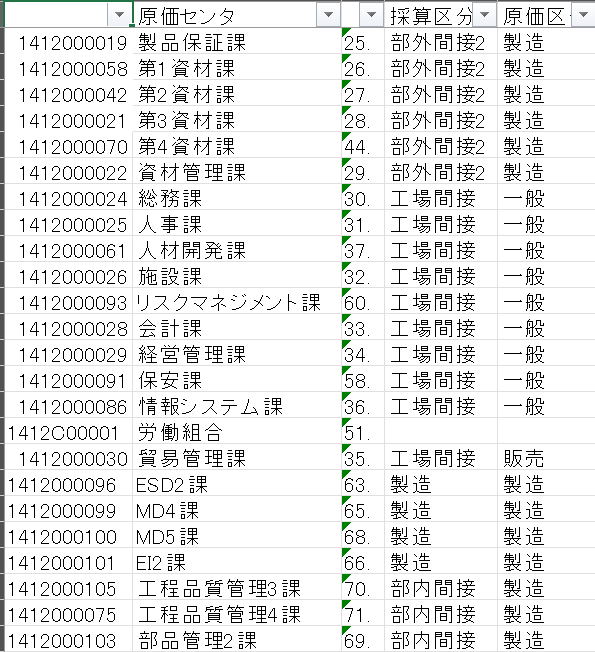 原価センタ 採算区分 原価区
1412000019 製品保証課 25. 部外間接2 製造
1412000058 第1資材課 26. 部外間接2 製造
1412000042 第2資材課 27. 部外間接2 製造
1412000021 第3資材課 28. 部外間接2 製造
1412000070 第4資材課 44. 部外間接2 製造
1412000022 資材管理課 29. 部外間接2 製造
1412000024 総務課 30. 工場間接 一般
1412000025 人事課 31. 工場間接 一般
1412000061 人材開発課 37. 工場間接 一般
1412000026 施設課 32. 工場間接 一般
1412000093 リスクマネジメント課 60. 工場間接 一般
1412000028 会計課 33. 工場間接 一般
1412000029 経営管理課 34. 工場間接 一般
1412000091 保安課 58. 工場間接 一般
1412000086 情報システム課 36. 工場間接 一般
1412C00001 労働組合 51.
1412000030 貿易管理課 35. 工場間接 販売
1412000096 ESD2課 63. 製造 製造
1412000099 MD4課 65. 製造 製造
1412000100 MD5課 68. 製造 製造
1412000101 EI2課 66. 製造 製造
1412000105 工程品質管理3課 70. 部内間接 製造
1412000075 工程品質管理4課 71. 部内間接 製造
1412000103 部品管理2課 69. 部内間接 製造